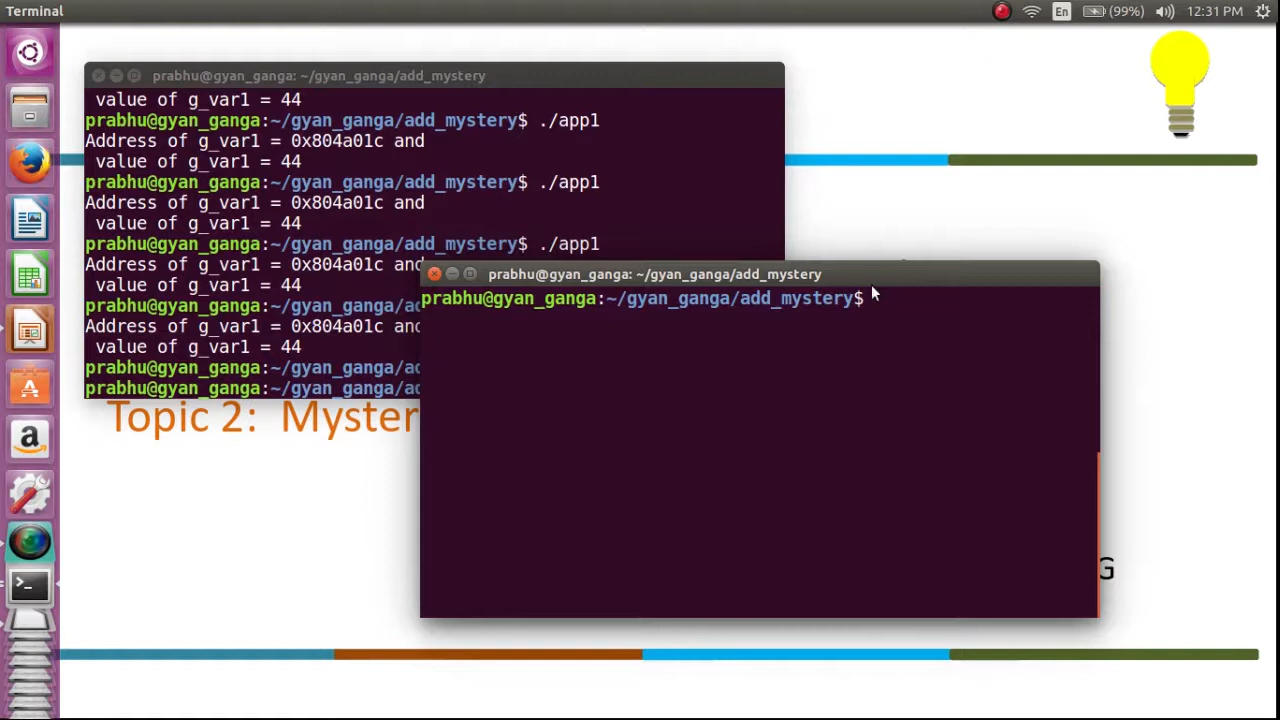 Terminal
En
(99%)
12:31 PM
prabhu@gyan_ganga: ~/gyan_ganga/add_mystery
value of g_var1 = 44
prabhu@gyan_ganga:~/gyan_ganga/add_mystery$ ./app1
Address of g_var1 = 0x804a01c and
value of g_var1 = 44
prabhu@gyan_ganga:~/gyan_ganga/add_mystery$ ./app1
Address of g_var1 = 0x804a01c and
value of g_var1 = 44
prabhu@gyan_ganga:~/gyan_ganga/add_mystery$ ./app1
Address of g_var1 = 0x804a01c and
value of g_var1 = 44
prabhu@gyan_ganga:~/gyan_ganga/ad
Address of g_var1 = 0x804a01c and
value of g_var1 = 44
prabhu@gyan_ganga:~/gyan_ganga/ad
prabhu@gyan_ganga:~/gyan_ganga/ad
prabhu@gyan_ganga: ~/gyan_ganga/add_mystery
prabhu@gyan_ganga:~/gyan_ganga/add_mystery$
Topic 2: Myster
G